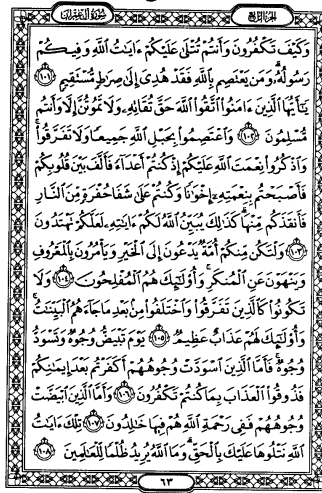 سورة آل عمران الجزء الرابع
وَكَيْفَ تَكْفُرُونَ وَأَنتُمْ تُتْلَىٰ عَلَيْكُمْ ءَايَـٰتُ ٱللَّهِ وَفِيكُمْ
رَسُولُهُۥ ۗ وَمَن يَعْتَصِم بِٱللَّهِ فَقَدْ هُدِىَ إِلَىٰ صِرَٰطٍ مُّسْتَقِيمٍ ١٠١
يَـٰٓأَيُّهَا ٱلَّذِينَ ءَامَنُوا۟ ٱتَّقُوا۟ ٱللَّهَ حَقَّ تُقَاتِهِۦ وَلَا تَمُوتُنَّ إِلَّا وَأَنتُم
مُّسْلِمُونَ ١٠٢ وَٱعْتَصِمُوا۟ بِحَبْلِ ٱللَّهِ جَمِيعًا وَلَا تَفَرَّقُوا۟ ۚ
وَٱذْكُرُوا۟ نِعْمَتَ ٱللَّهِ عَلَيْكُمْ إِذْ كُنتُمْ أَعْدَآءً فَأَلَّفَ بَيْنَ قُلُوبِكُمْ
فَأَصْبَحْتُم بِنِعْمَتِهِۦٓ إِخْوَٰنًا وَكُنتُمْ عَلَىٰ شَفَا حُفْرَةٍ مِّنَ ٱلنَّارِ
فَأَنقَذَكُم مِّنْهَا ۗ كَذَٰلِكَ يُبَيِّنُ ٱللَّهُ لَكُمْ ءَايَـٰتِهِۦ لَعَلَّكُمْ تَهْتَدُونَ
١٠٣ وَلْتَكُن مِّنكُمْ أُمَّةٌ يَدْعُونَ إِلَى ٱلْخَيْرِ وَيَأْمُرُونَ بِٱلْمَعْرُوفِ
وَيَنْهَوْنَ عَنِ ٱلْمُنكَرِ ۚ وَأُو۟لَـٰٓئِكَ هُمُ ٱلْمُفْلِحُونَ ١٠٤ وَلَا
تَكُونُوا۟ كَٱلَّذِينَ تَفَرَّقُوا۟ وَٱخْتَلَفُوا۟ مِنۢ بَعْدِ مَا جَآءَهُمُ ٱلْبَيِّنَـٰتُ ۚ
وَأُو۟لَـٰٓئِكَ لَهُمْ عَذَابٌ عَظِيمٌ ١٠٥ يَوْمَ تَبْيَضُّ وُجُوهٌ وَتَسْوَدُّ
وُجُوهٌ ۚ فَأَمَّا ٱلَّذِينَ ٱسْوَدَّتْ وُجُوهُهُمْ أَكَفَرْتُم بَعْدَ إِيمَـٰنِكُمْ
فَذُوقُوا۟ ٱلْعَذَابَ بِمَا كُنتُمْ تَكْفُرُونَ ١٠٦ وَأَمَّا ٱلَّذِينَ ٱبْيَضَّتْ
وُجُوهُهُمْ فَفِى رَحْمَةِ ٱللَّهِ هُمْ فِيهَا خَـٰلِدُونَ ١٠٧ تِلْكَ ءَايَـٰتُ
ٱللَّهِ نَتْلُوهَا عَلَيْكَ بِٱلْحَقِّ ۗ وَمَا ٱللَّهُ يُرِيدُ ظُلْمًا لِّلْعَـٰلَمِينَ ١٠٨
٦٣